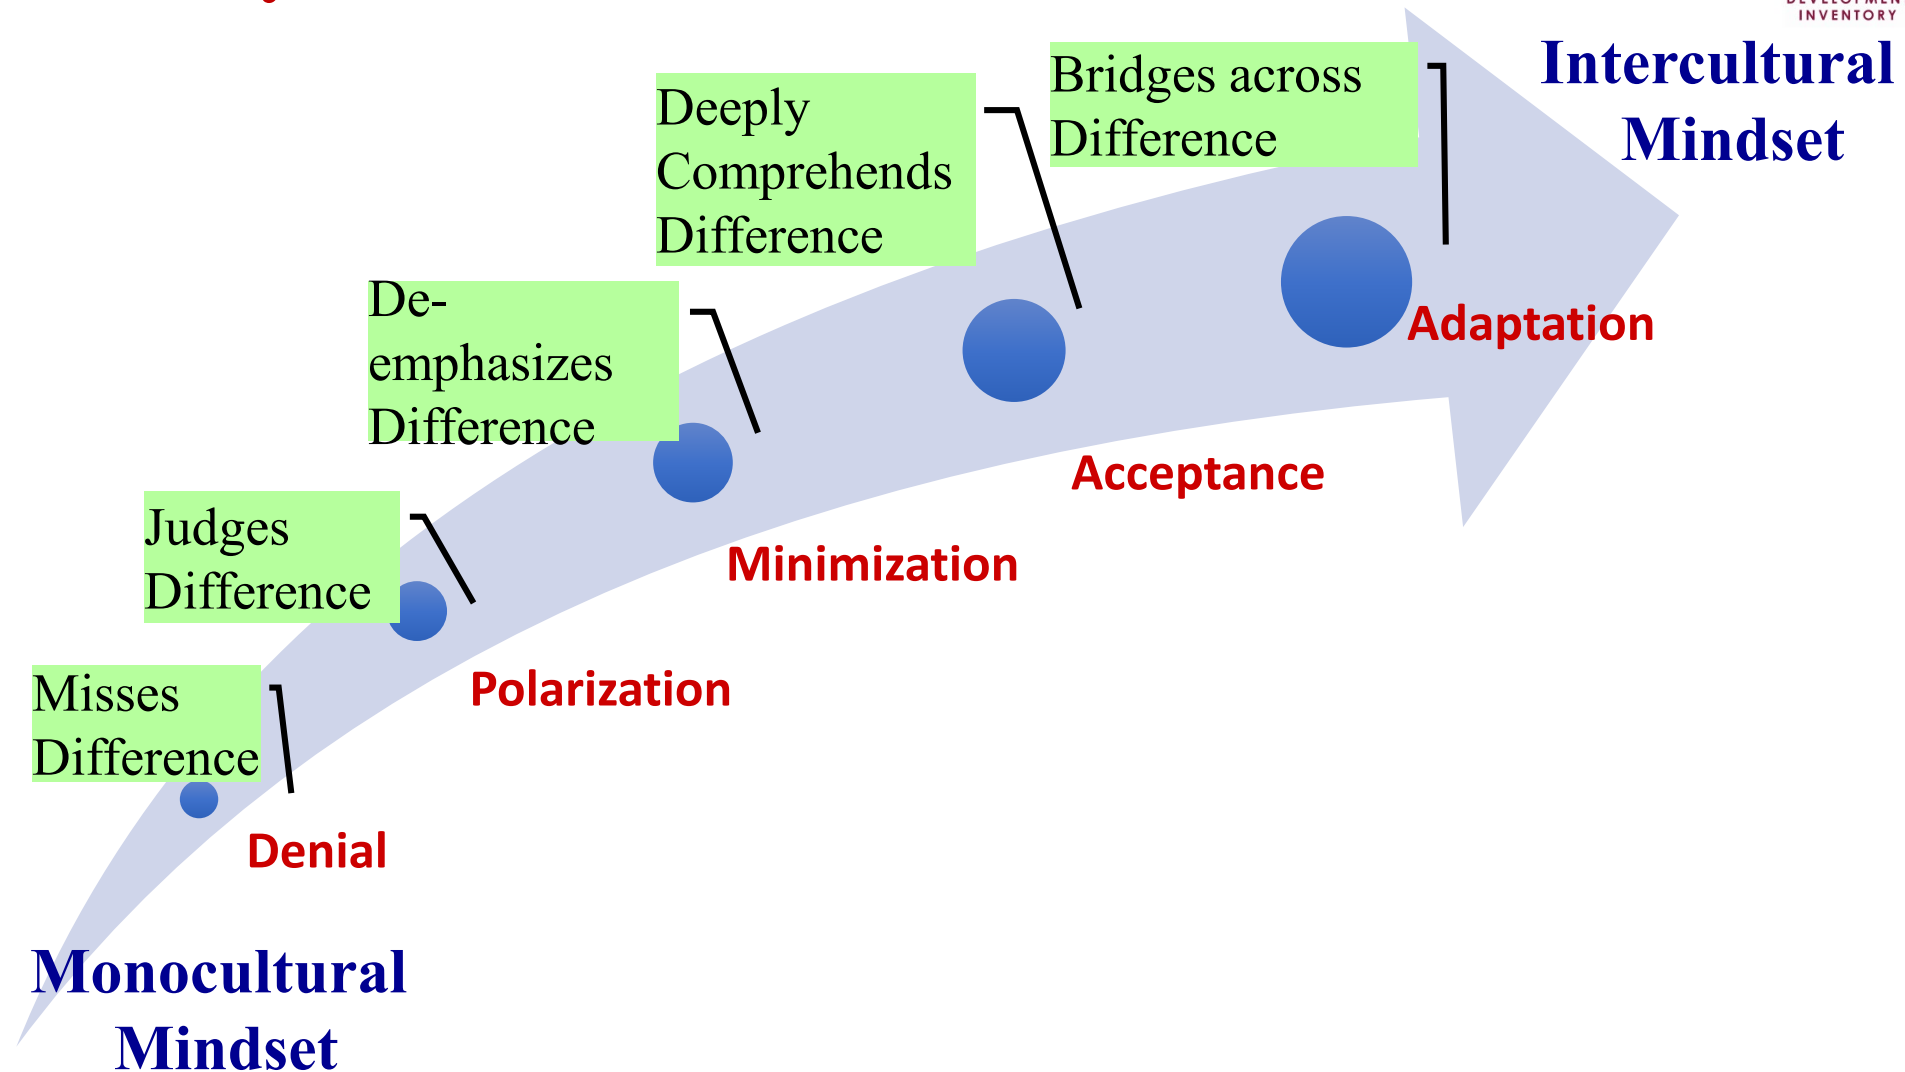 INVENTORY
Intercultural
Mindset
Bridges across
Difference
Deeply
Comprehends
Difference
Adaptation
De-
emphasizes
Difference
Acceptance
Judges
Difference
Minimization
Misses
Difference
Polarization
Denial
Monocultural
Mindset